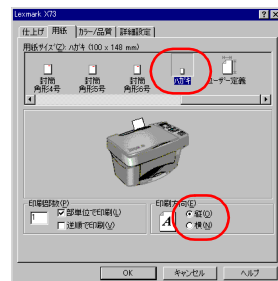 Lexmark X73
仕上げ 用紙 カラー/品質 詳細設定
用紙サイズ(Z): ハガキ (100 x 148 mm)
封筒 角形4号
封筒 角形5号
封筒 角形6号
ハガキ
ユーザー定義
印刷部数(P)
1
部単位で印刷(L)
逆順で印刷(V)
印刷方向(E)
A
縦(O)
横(N)
OK キャンセル ヘルプ